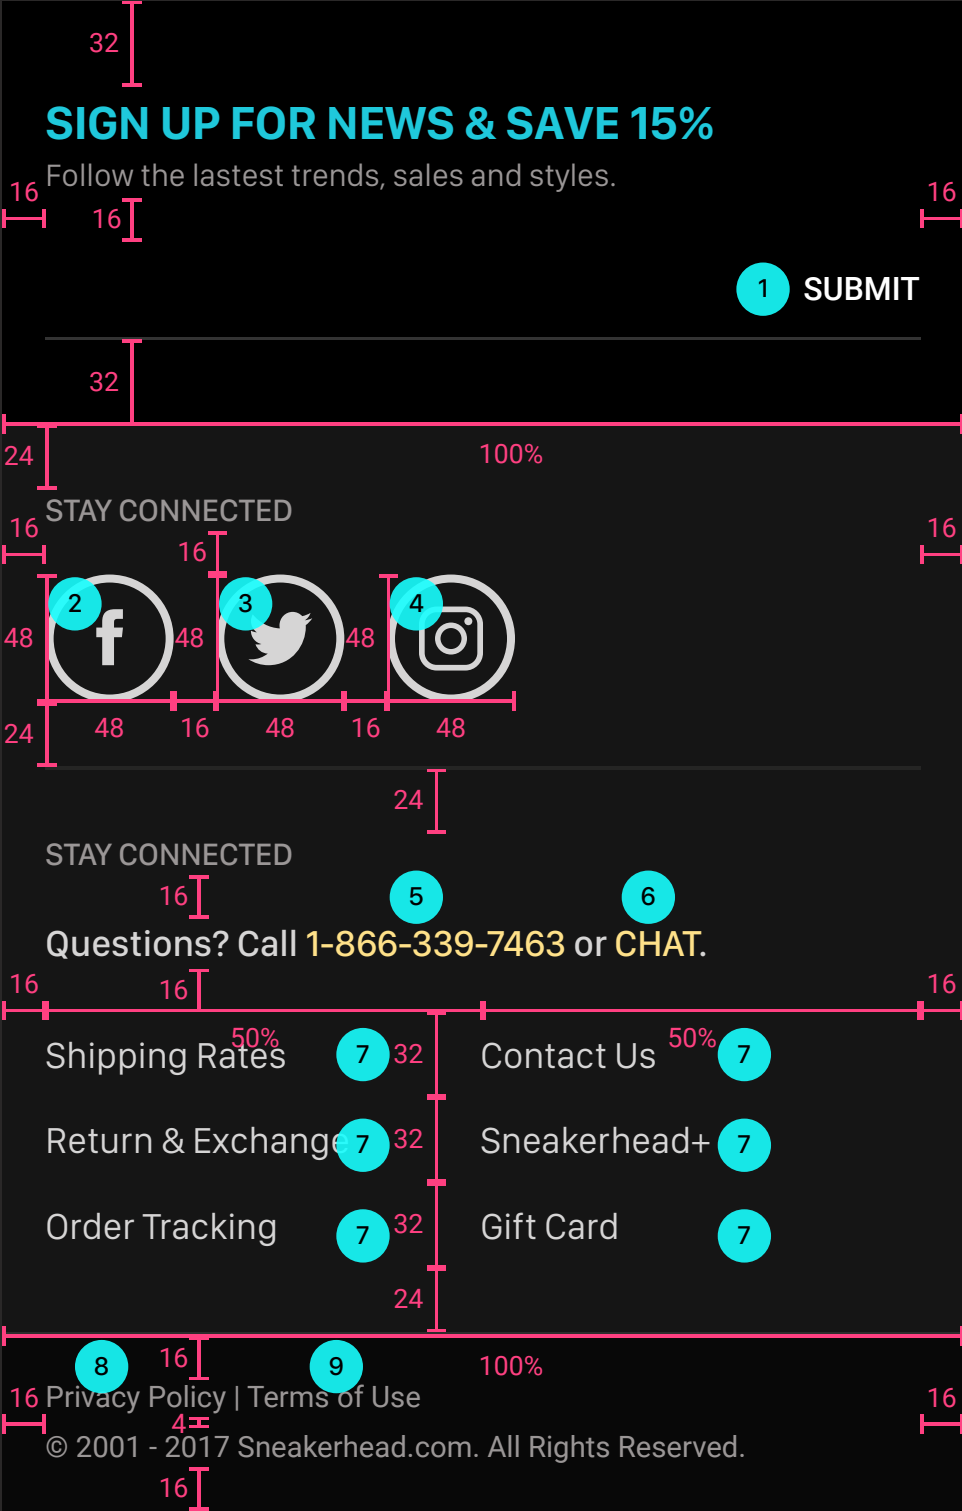 32
SIGN UP FOR NEWS & SAVE 15%
Follow the lastest trends, sales and styles.
16 16 16
1 SUBMIT
32
24 100%
STAY CONNECTED
16 16 16
2 3 4
48 48 48
24 48 16 48 16 48
24
STAY CONNECTED
16 5 6
Questions? Call 1-866-339-7463 or CHAT.
16 16 16
50% 50%
Shipping Rates 7 32 Contact Us 7
Return & Exchange 7 32 Sneakerhead+ 7
Order Tracking 7 32 Gift Card 7
24
8 16 9 100%
16 Privacy Policy | Terms of Use 16
4
© 2001 - 2017 Sneakerhead.com. All Rights Reserved.
16